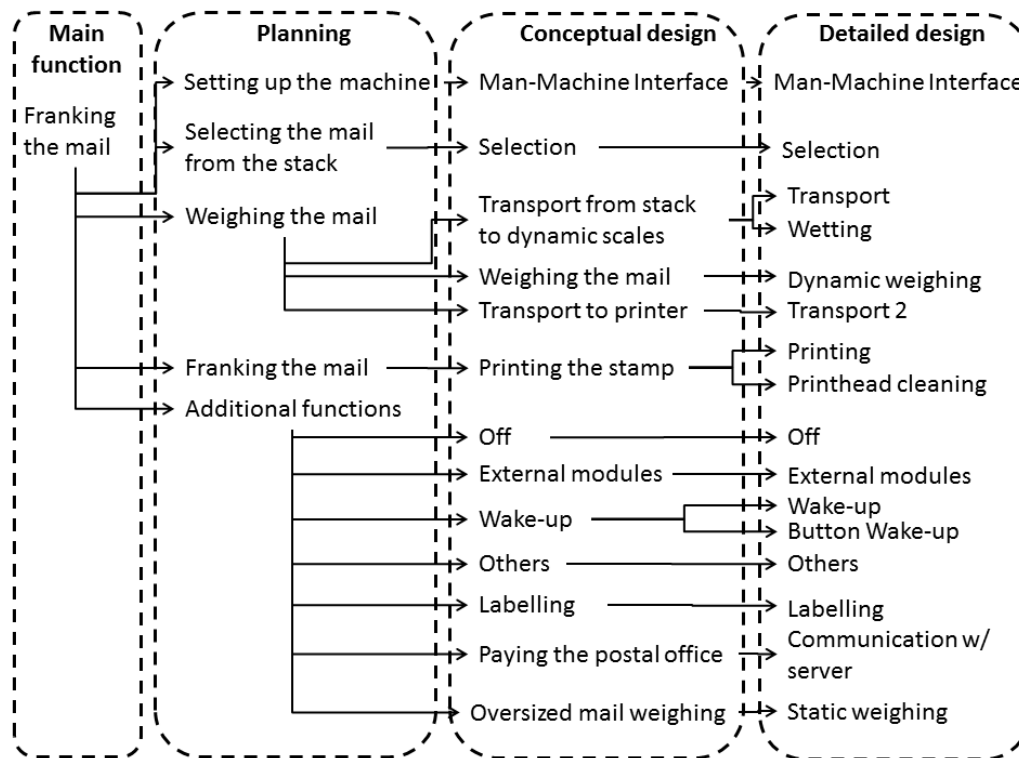 Main
function
Planning
Conceptual design
Detailed design
Franking
the mail
Setting up the machine
Man-Machine Interface
Man-Machine Interface
Selecting the mail
from the stack
Selection
Selection
Weighing the mail
Transport from stack
to dynamic scales
Transport
Wetting
Weighing the mail
Dynamic weighing
Transport to printer
Transport 2
Franking the mail
Printing the stamp
Printing
Printhead cleaning
Additional functions
Off
Off
External modules
External modules
Wake-up
Wake-up
Button Wake-up
Others
Others
Labelling
Labelling
Paying the postal office
Communication w/
server
Oversized mail weighing
Static weighing